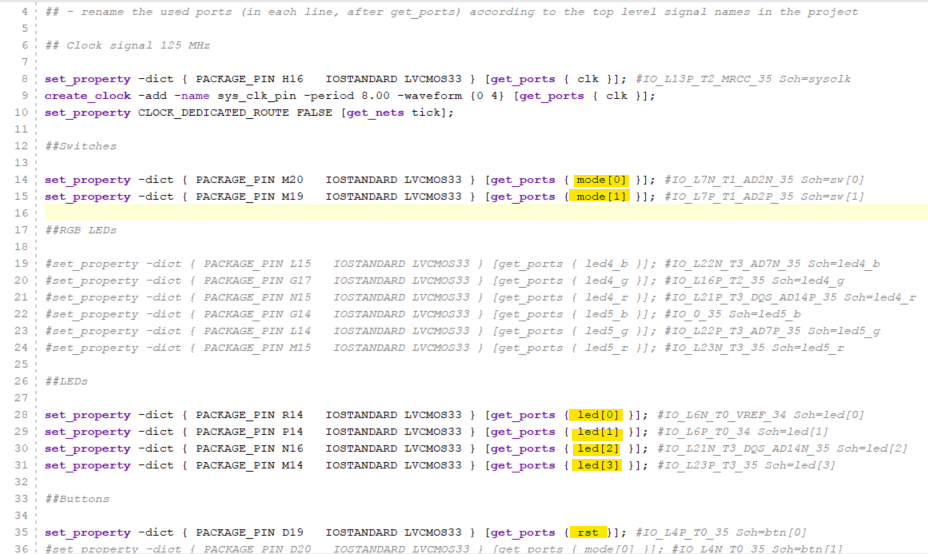 4 ## - rename the used ports (in each line, after get_ports) according to the top level signal names in the project
5
6 ## Clock signal 125 MHz
7
8 set_property -dict { PACKAGE_PIN H16 IOSTANDARD LVCMOS33 } [get_ports { clk }]; #IO_L13P_T2_MRCC_35 Sch=sysclk
9 create_clock -add -name sys_clk_pin -period 8.00 -waveform {0 4} [get_ports { clk }];
10 set_property CLOCK_DEDICATED_ROUTE FALSE [get_nets tick];
11
12 ##Switches
13
14 set_property -dict { PACKAGE_PIN M20 IOSTANDARD LVCMOS33 } [get_ports { mode[0] }]; #IO_L7N_T1_AD2N_35 Sch=sw[0]
15 set_property -dict { PACKAGE_PIN M19 IOSTANDARD LVCMOS33 } [get_ports { mode[1] }]; #IO_L7P_T1_AD2P_35 Sch=sw[1]
16
17 ##RGB LEDs
18
19 #set_property -dict { PACKAGE_PIN L15 IOSTANDARD LVCMOS33 } [get_ports { led4_b }]; #IO_L22N_T3_AD7N_35 Sch=led4_b
20 #set_property -dict { PACKAGE_PIN G17 IOSTANDARD LVCMOS33 } [get_ports { led4_g }]; #IO_L16P_T2_35 Sch=led4_g
21 #set_property -dict { PACKAGE_PIN N15 IOSTANDARD LVCMOS33 } [get_ports { led4_r }]; #IO_L21P_T3_DQS_AD14P_35 Sch=led4_r
22 #set_property -dict { PACKAGE_PIN G14 IOSTANDARD LVCMOS33 } [get_ports { led5_b }]; #IO_0_35 Sch=led5_b
23 #set_property -dict { PACKAGE_PIN L14 IOSTANDARD LVCMOS33 } [get_ports { led5_g }]; #IO_L22P_T3_AD7P_35 Sch=led5_g
24 #set_property -dict { PACKAGE_PIN M15 IOSTANDARD LVCMOS33 } [get_ports { led5_r }]; #IO_L23N_T3_35 Sch=led5_r
25
26 ##LEDs
27
28 set_property -dict { PACKAGE_PIN R14 IOSTANDARD LVCMOS33 } [get_ports { led[0] }]; #IO_L6N_T0_VREF_34 Sch=led[0]
29 set_property -dict { PACKAGE_PIN P14 IOSTANDARD LVCMOS33 } [get_ports { led[1] }]; #IO_L6P_T0_34 Sch=led[1]
30 set_property -dict { PACKAGE_PIN N16 IOSTANDARD LVCMOS33 } [get_ports { led[2] }]; #IO_L21N_T3_DQS_AD14N_35 Sch=led[2]
31 set_property -dict { PACKAGE_PIN M14 IOSTANDARD LVCMOS33 } [get_ports { led[3] }]; #IO_L23P_T3_35 Sch=led[3]
32
33 ##Buttons
34
35 set_property -dict { PACKAGE_PIN D19 IOSTANDARD LVCMOS33 } [get_ports { rst }]; #IO_L4P_T0_35 Sch=btn[0]
36 #set_property -dict { PACKAGE_PIN D20 IOSTANDARD LVCMOS33 } [get_ports { mode[0] }]; #IO_L4N_T0_35 Sch=btn[1]